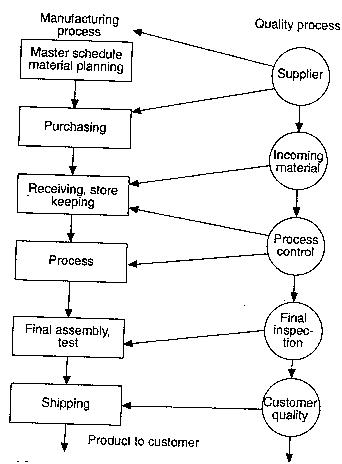 Manufacturing
process
Quality process
Master schedule
material planning
Supplier
Purchasing
Incoming
material
Receiving, store
keeping
Process
control
Process
Final assembly,
test
Final
inspec-
tion
Shipping
Customer
quality
Product to customer